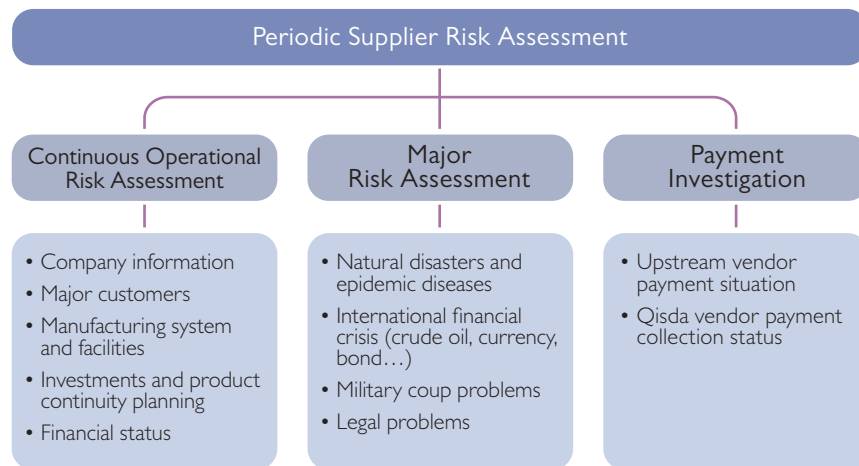 Periodic Supplier Risk Assessment
Continuous Operational
Risk Assessment
• Company information
• Major customers
• Manufacturing system
and facilities
• Investments and product
continuity planning
• Financial status
Major
Risk Assessment
• Natural disasters and
epidemic diseases
• International financial
crisis (crude oil, currency,
bond…)
• Military coup problems
• Legal problems
Payment
Investigation
• Upstream vendor
payment situation
• Qisda vendor payment
collection status